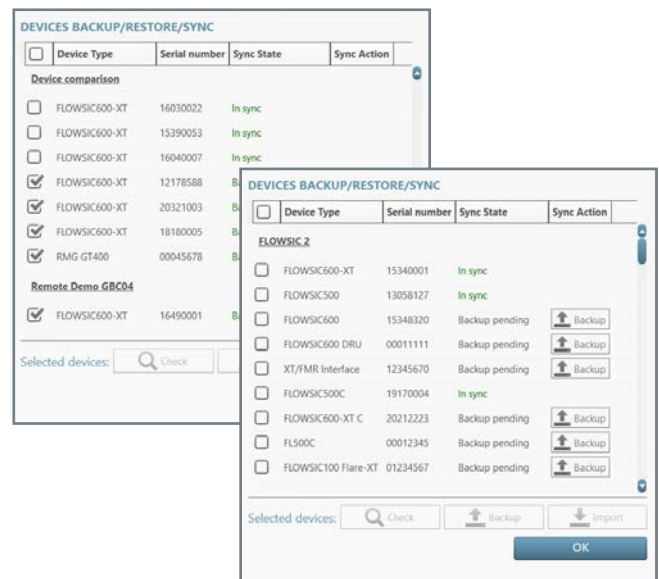 DEVICES BACKUP/RESTORE/SYNC
Device Type Serial number Sync State Sync Action
Device comparison
FLOWSIC600-XT 16030022 In sync
FLOWSIC600-XT 15390053 In sync
FLOWSIC600-XT 16040007 In sync
FLOWSIC600-XT 12178588
FLOWSIC600-XT 20321003
FLOWSIC600-XT 18180005
RMG GT400 00045678
Remote Demo GBC04
FLOWSIC600-XT 16490001
Selected devices: Check
DEVICES BACKUP/RESTORE/SYNC
Device Type Serial number Sync State Sync Action
FLOWSIC 2
FLOWSIC600-XT 15340001 In sync
FLOWSIC500 13058127 In sync
FLOWSIC600 15348320 Backup pending Backup
FLOWSIC600 DRU 00011111 Backup pending Backup
XT/FMR Interface 12345670 Backup pending Backup
FLOWSIC500C 19170004 In sync
FLOWSIC600-XT C 20212223 Backup pending Backup
FL500C 00012345 Backup pending Backup
FLOWSIC100 Flare-XT 01234567 Backup pending Backup
Selected devices: Check Backup Import
OK